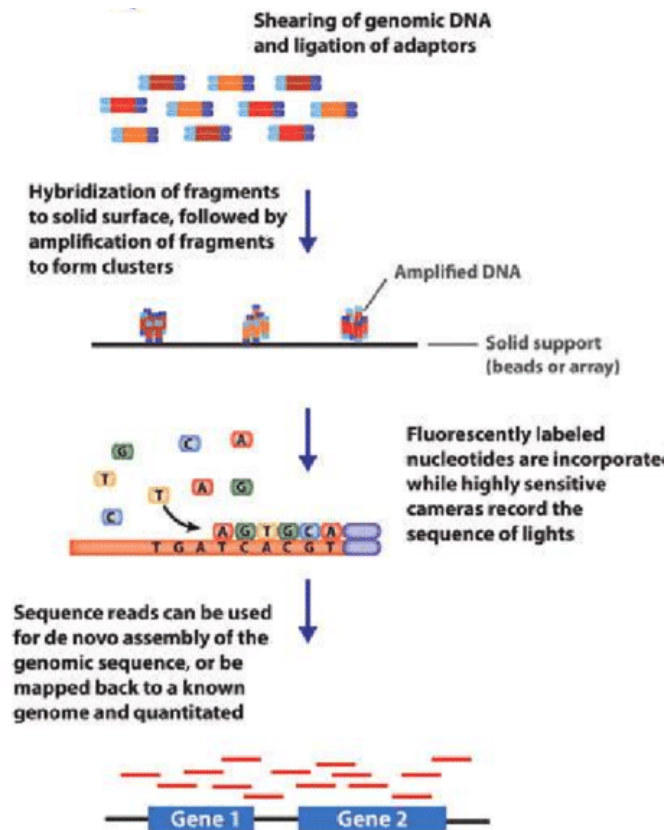 Shearing of genomic DNA
and ligation of adaptors
Hybridization of fragments
to solid surface, followed by
amplification of fragments
to form clusters
Amplified DNA
Solid support
(beads or array)
G C A
T T A G
C
A G T G C A
T G A T C A C G T
Fluorescently labeled
nucleotides are incorporated
while highly sensitive
cameras record the
sequence of lights
Sequence reads can be used
for de novo assembly of the
genomic sequence, or be
mapped back to a known
genome and quantitated
Gene 1 Gene 2